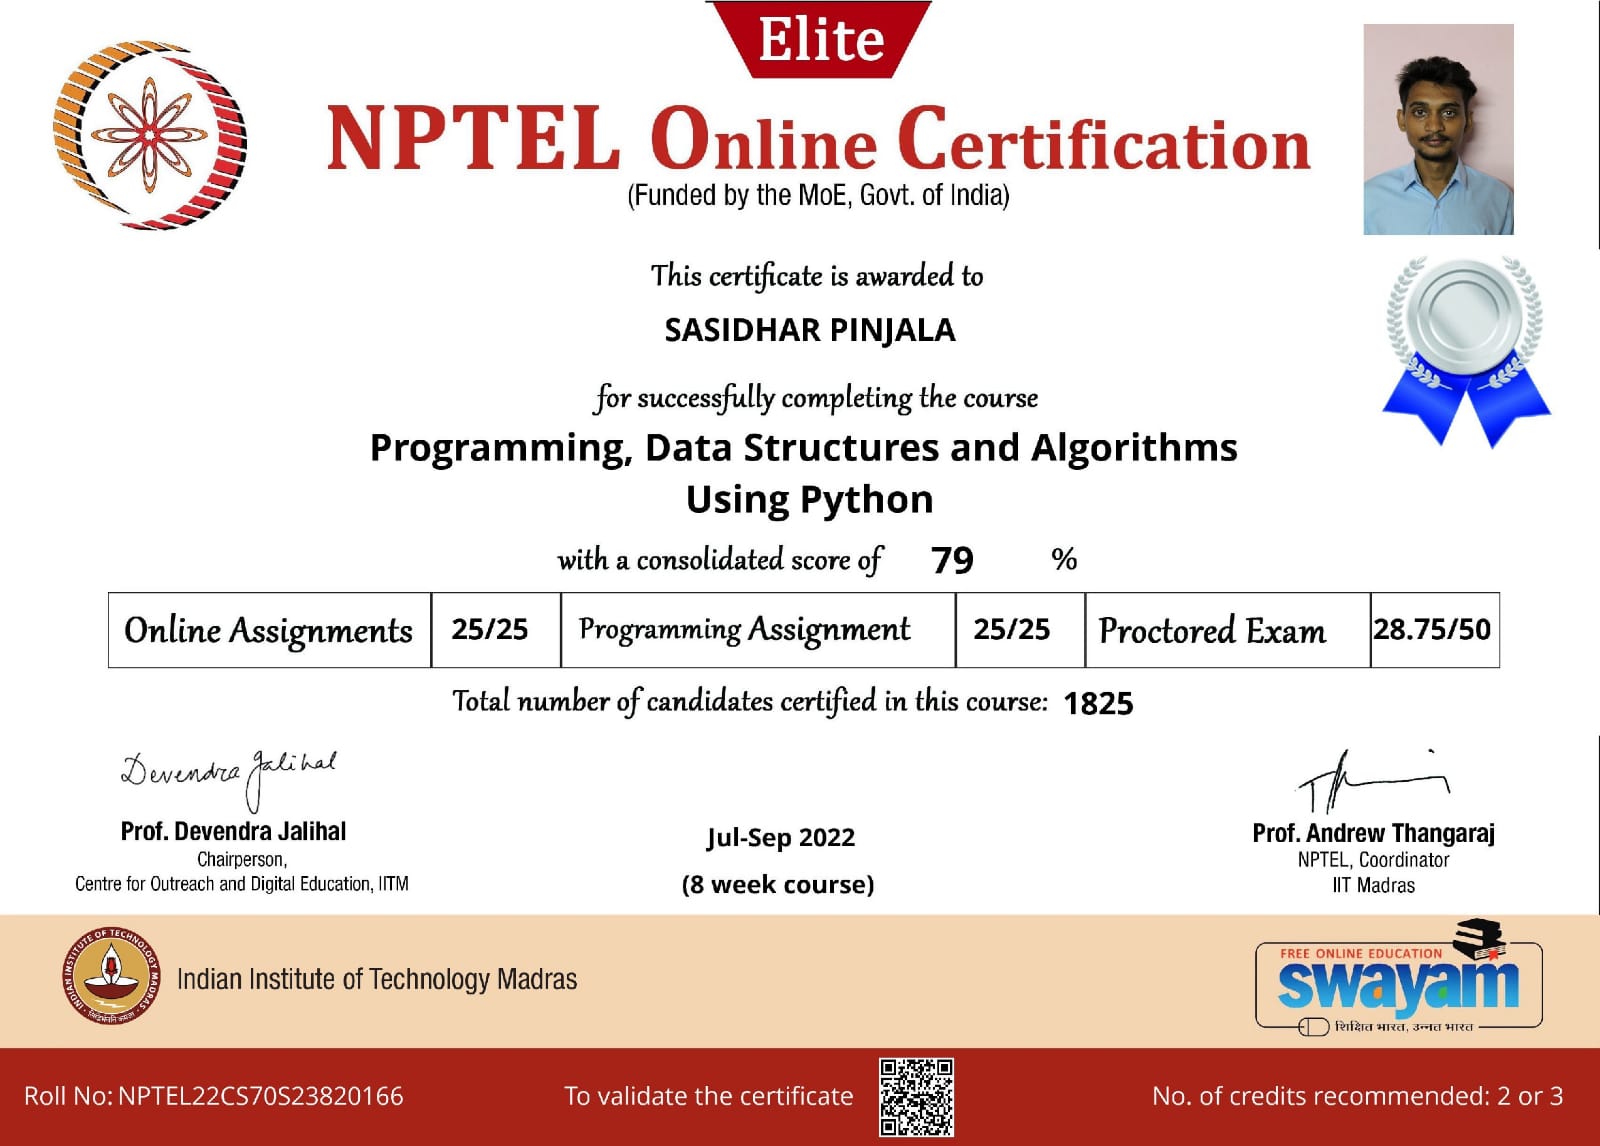 Elite
NPTEL Online Certification
(Funded by the MoE, Govt. of India)
This certificate is awarded to
SASIDHAR PINJALA
for successfully completing the course
Programming, Data Structures and Algorithms
Using Python
with a consolidated score of 79 %
Online Assignments 25/25 Programming Assignment 25/25 Proctored Exam 28.75/50
Total number of candidates certified in this course: 1825
Devendra Jalihal
Prof. Devendra Jalihal
Chairperson,
Centre for Outreach and Digital Education, IITM
Jul-Sep 2022
(8 week course)
Prof. Andrew Thangaraj
NPTEL, Coordinator
IIT Madras
INDIAN INSTITUTE OF TECHNOLOGY MADRAS
Indian Institute of Technology Madras
FREE ONLINE EDUCATION
swayam
शिक्षित भारत, उन्नत भारत
Roll No: NPTEL22CS70S23820166
To validate the certificate
No. of credits recommended: 2 or 3